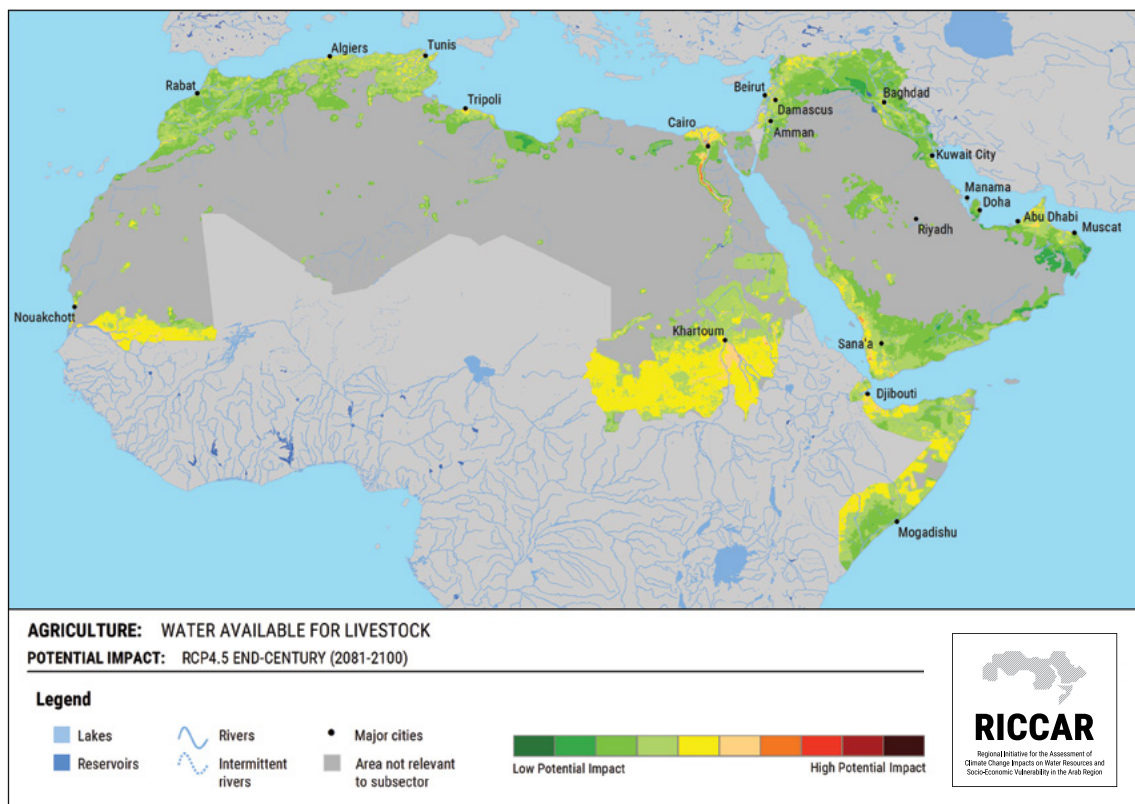 Algiers
Tunis
Rabat
Tripoli
Beirut
Baghdad
Damascus
Cairo
Amman
Kuwait City
Manama
Doha
Abu Dhabi
Riyadh
Muscat
Nouakchott
Khartoum
Sana'a
Djibouti
Mogadishu
AGRICULTURE: WATER AVAILABLE FOR LIVESTOCK
POTENTIAL IMPACT: RCP4.5 END-CENTURY (2081-2100)
Legend
Lakes
Reservoirs
Rivers
Intermittent
rivers
Major cities
Area not relevant
to subsector
Low Potential Impact
High Potential Impact
RICCAR
Regional Initiative for the Assessment of
Climate Change Impacts on Water Resources and
Socio-Economic Vulnerability in the Arab Region